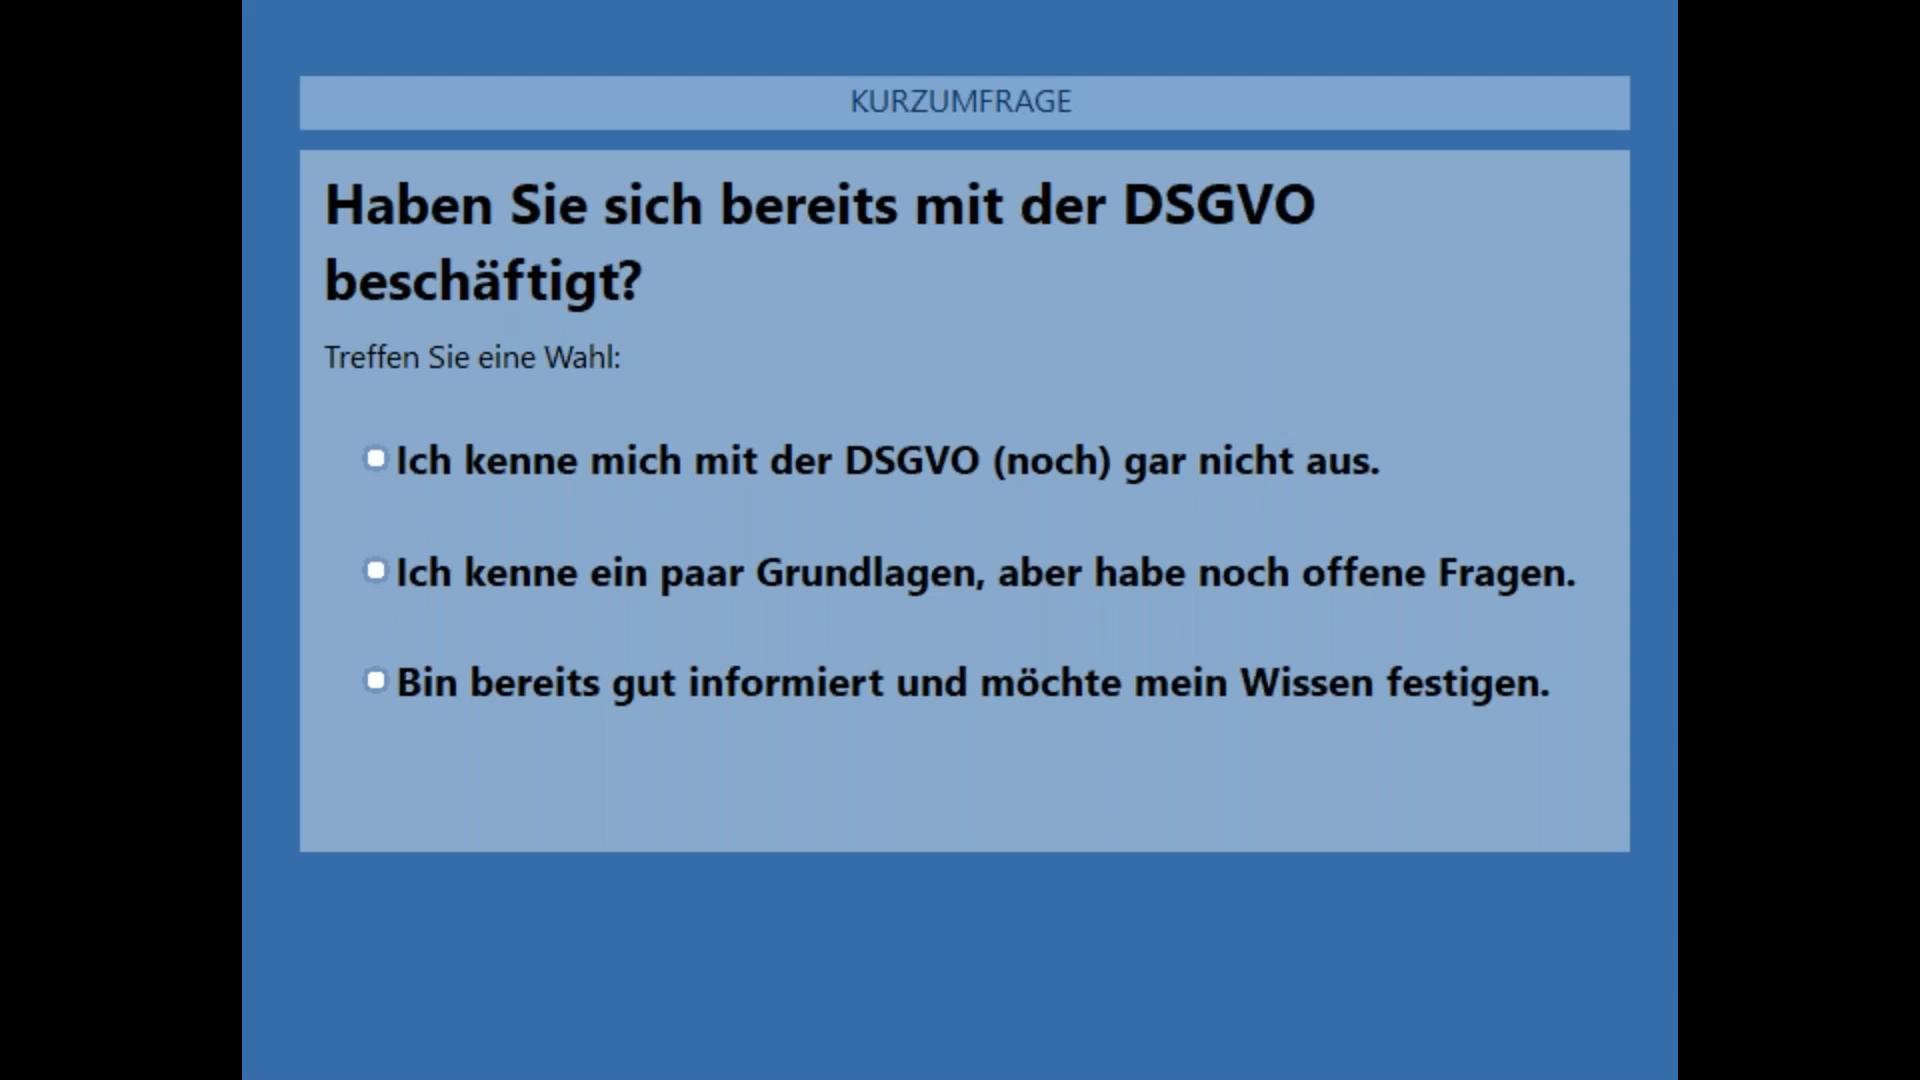 KURZUMFRAGE
Haben Sie sich bereits mit der DSGVO
beschäftigt?
Treffen Sie eine Wahl:
Ich kenne mich mit der DSGVO (noch) gar nicht aus.
Ich kenne ein paar Grundlagen, aber habe noch offene Fragen.
Bin bereits gut informiert und möchte mein Wissen festigen.